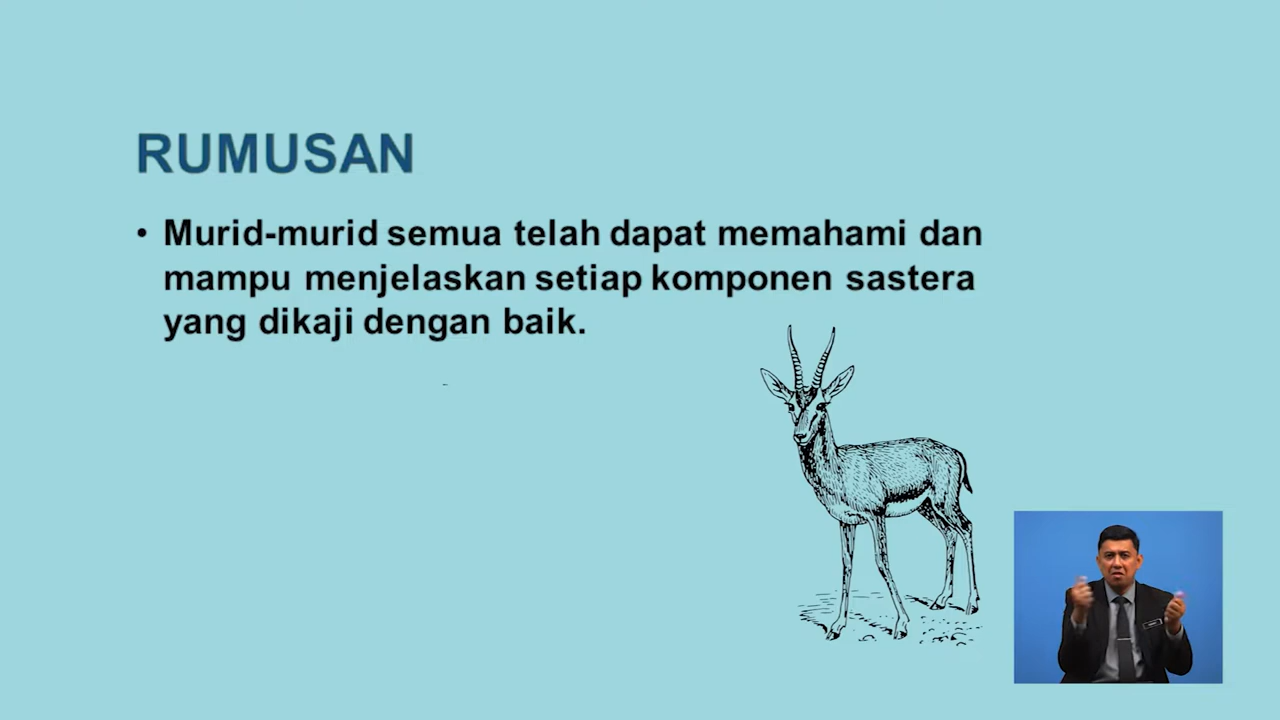 RUMUSAN
• Murid-murid semua telah dapat memahami dan
mampu menjelaskan setiap komponen sastera
yang dikaji dengan baik.